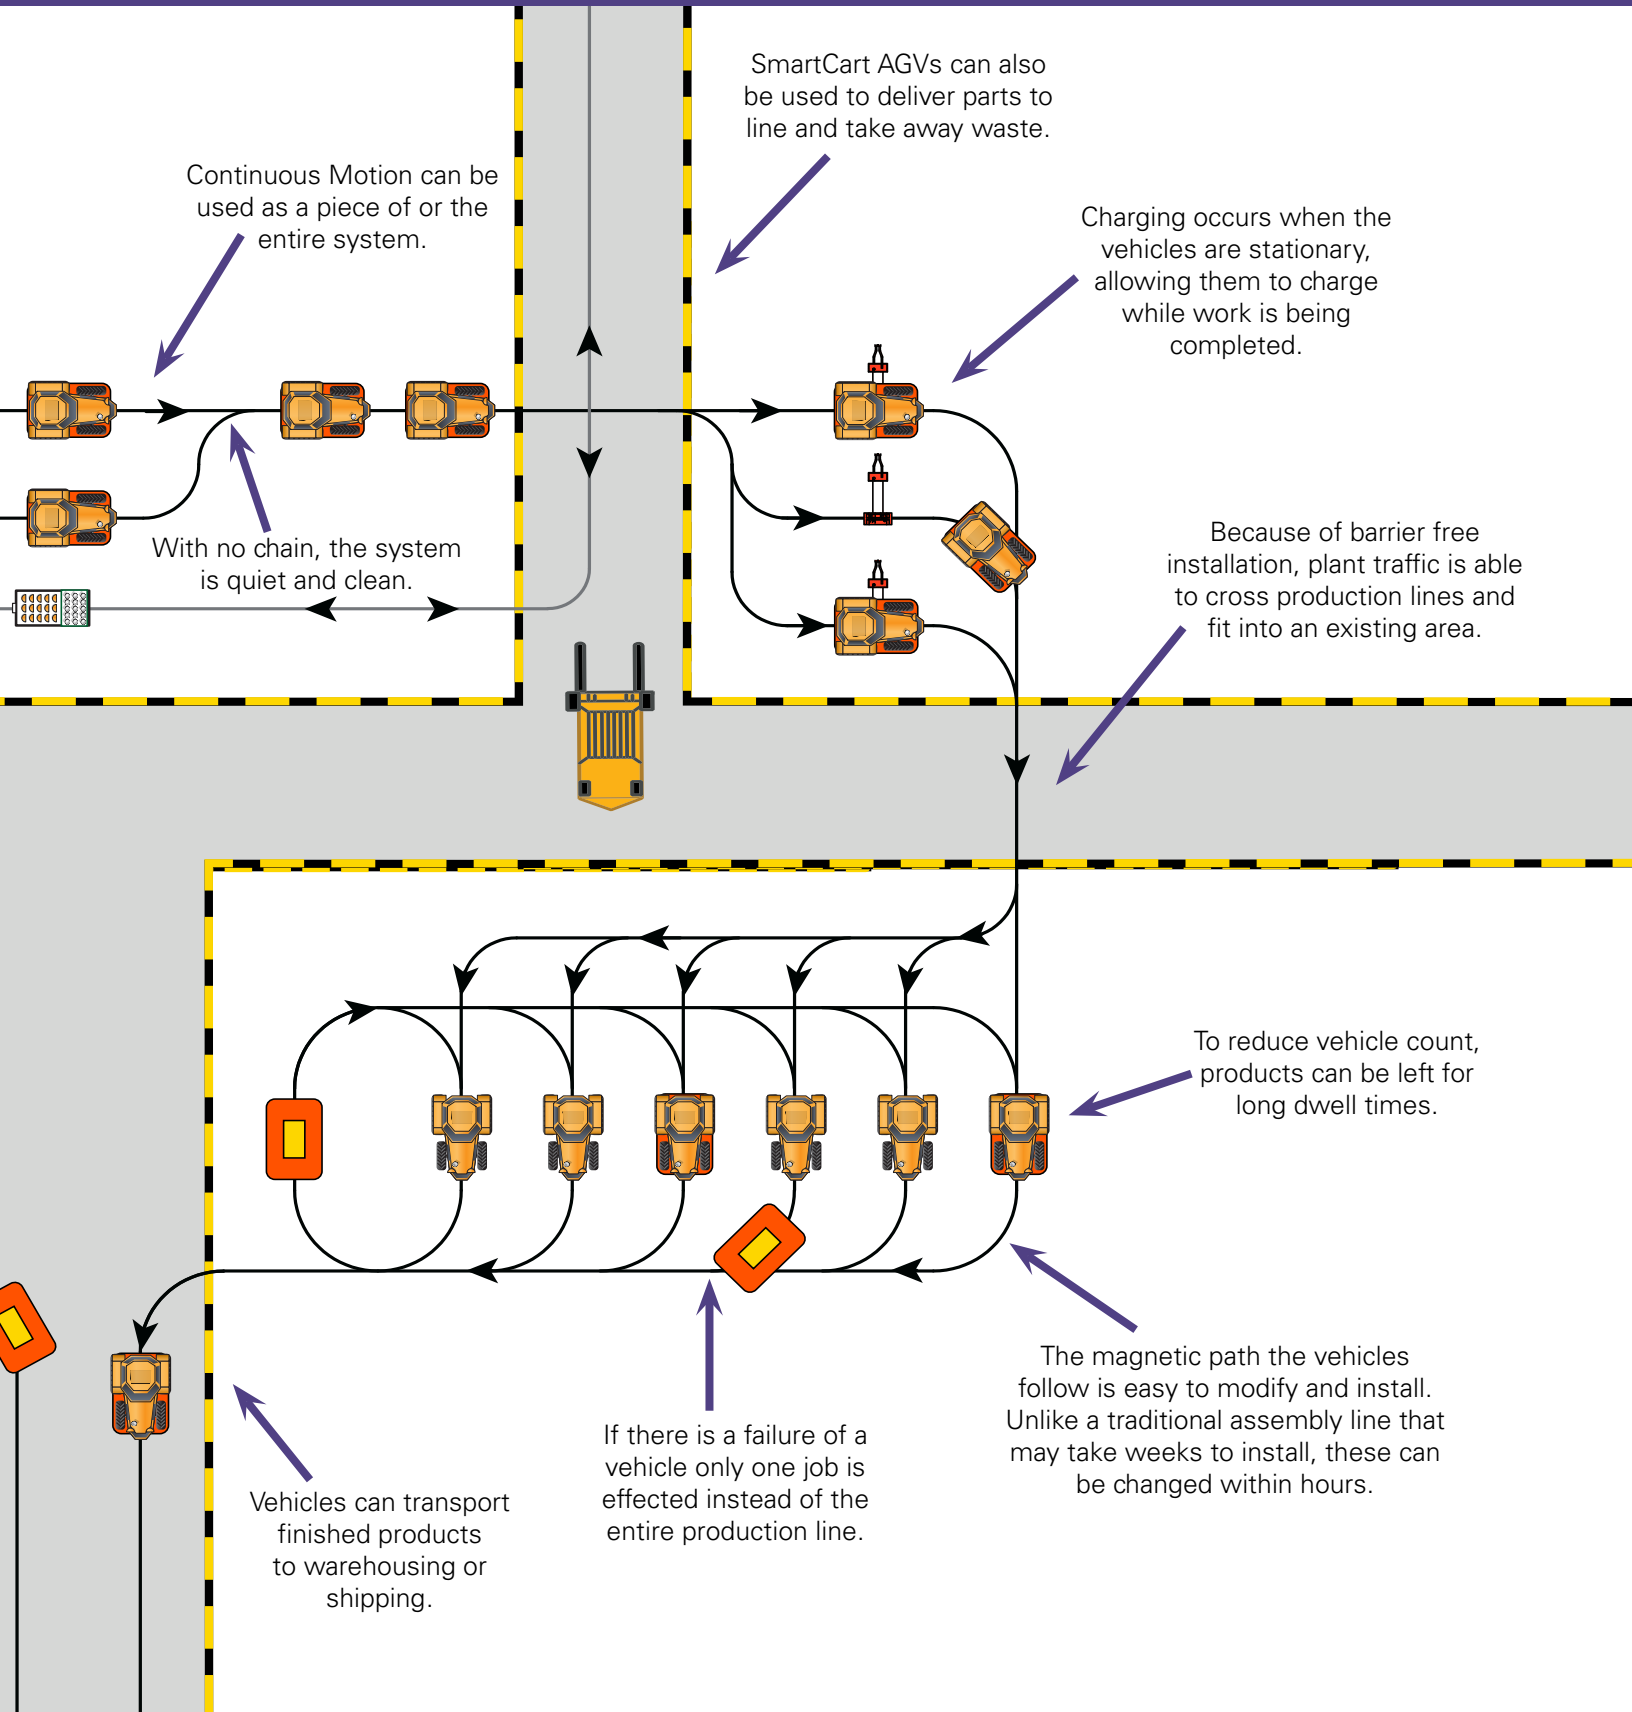 SmartCart AGVs can also
be used to deliver parts to
line and take away waste.
Continuous Motion can be
used as a piece of or the
entire system.
Charging occurs when the
vehicles are stationary,
allowing them to charge
while work is being
completed.
With no chain, the system
is quiet and clean.
Because of barrier free
installation, plant traffic is able
to cross production lines and
fit into an existing area.
To reduce vehicle count,
products can be left for
long dwell times.
The magnetic path the vehicles
follow is easy to modify and install.
Unlike a traditional assembly line that
may take weeks to install, these can
be changed within hours.
If there is a failure of a
vehicle only one job is
effected instead of the
entire production line.
Vehicles can transport
finished products
to warehousing or
shipping.